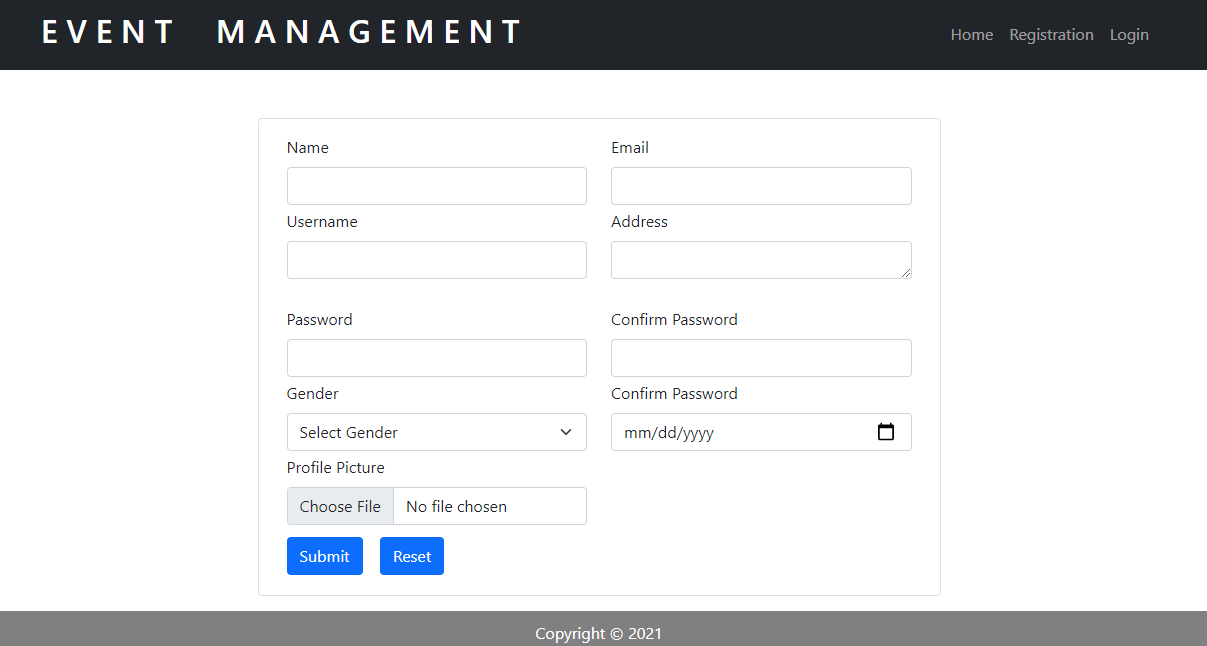 EVENT MANAGEMENT
Home Registration Login
Name Email
Username Address
Password Confirm Password
Gender Confirm Password
Select Gender mm/dd/yyyy
Profile Picture
Choose File No file chosen
Submit Reset
Copyright © 2021